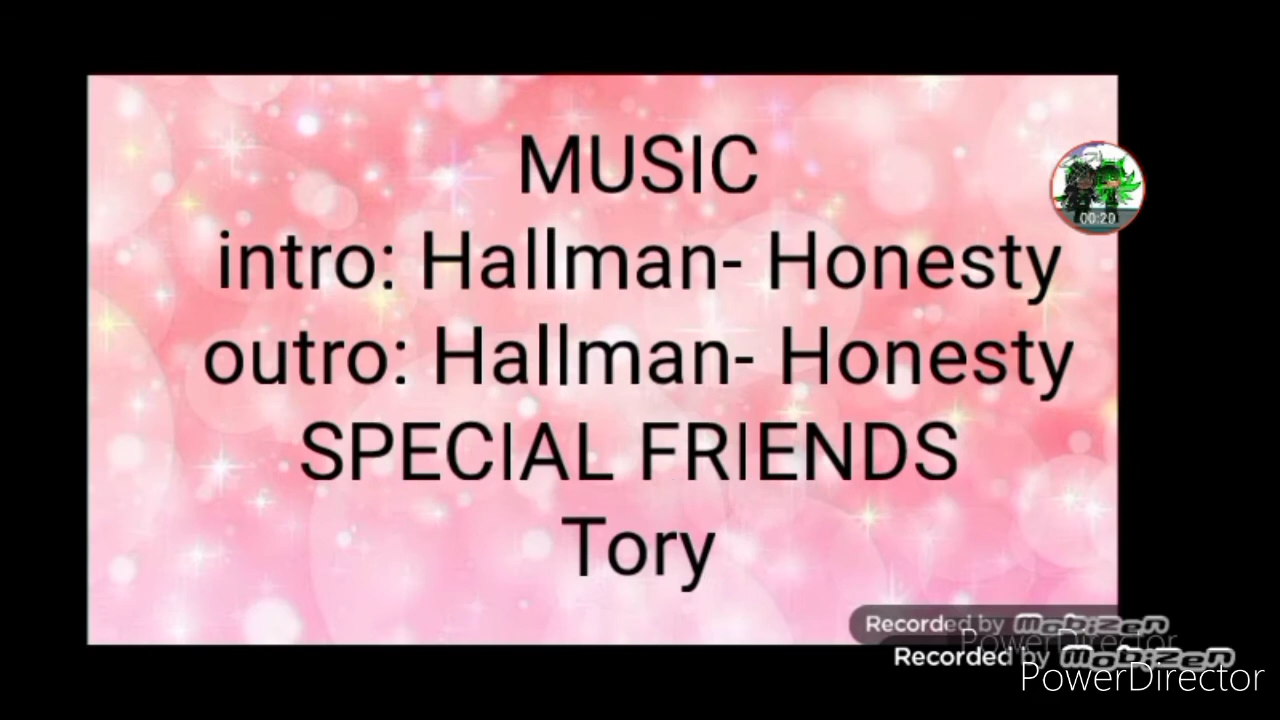 MUSIC
intro: Hallman- Honesty
outro: Hallman- Honesty
SPECIAL FRIENDS
Tory
00:20
Recorded by Mobizen
PowerDirector
Recorded by Mobizen
PowerDirector